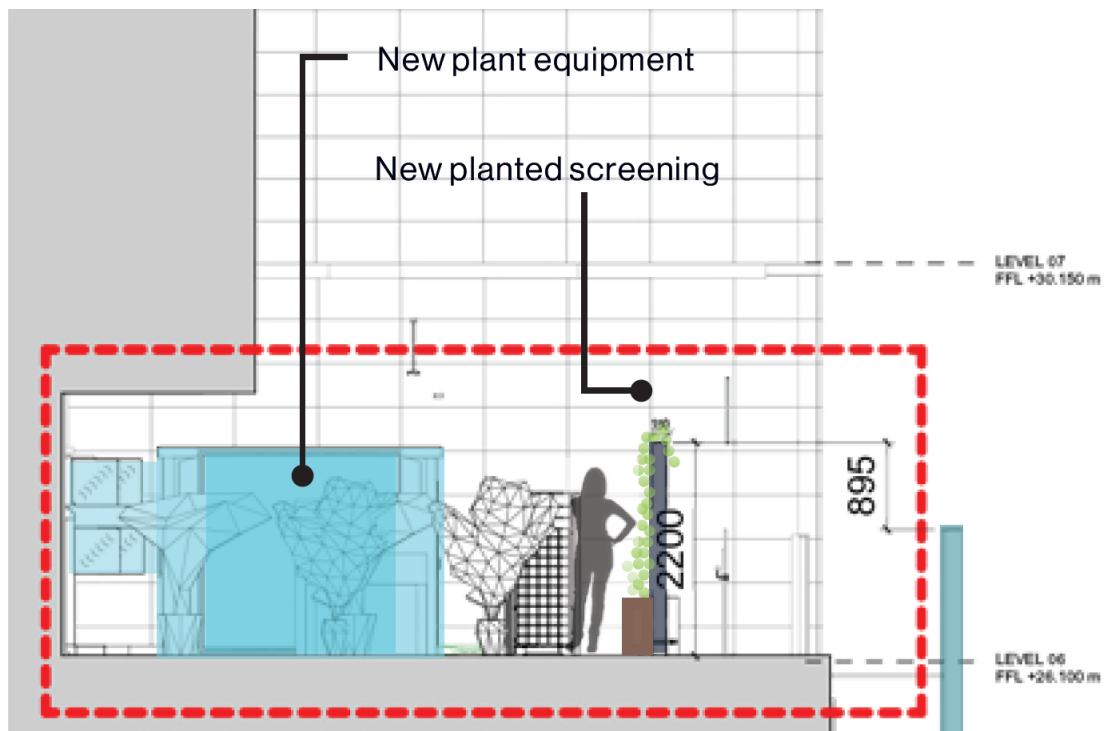 New plant equipment
New planted screening
LEVEL 07
FFL +30.150 m
895
2200
LEVEL 06
FFL +26.100 m